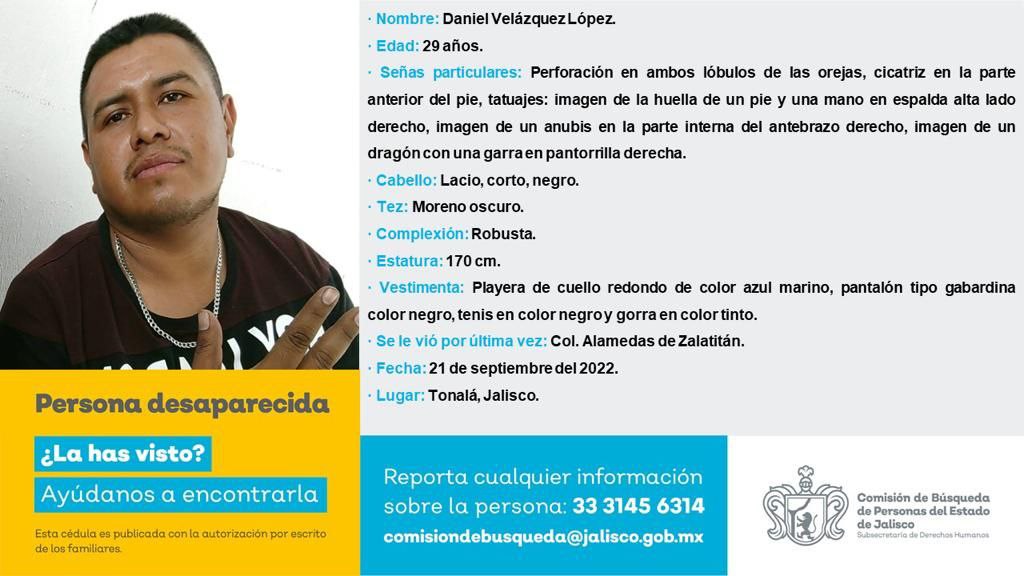 · Nombre: Daniel Velázquez López.
· Edad: 29 años.
· Señas particulares: Perforación en ambos lóbulos de las orejas, cicatriz en la parte
anterior del pie, tatuajes: imagen de la huella de un pie y una mano en espalda alta lado
derecho, imagen de un anubis en la parte interna del antebrazo derecho, imagen de un
dragón con una garra en pantorrilla derecha.
· Cabello: Lacio, corto, negro.
· Tez: Moreno oscuro.
· Complexión: Robusta.
· Estatura: 170 cm.
· Vestimenta: Playera de cuello redondo de color azul marino, pantalón tipo gabardina
color negro, tenis en color negro y gorra en color tinto.
· Se le vió por última vez: Col. Alamedas de Zalatitán.
· Fecha: 21 de septiembre del 2022.
· Lugar: Tonalá, Jalisco.
Persona desaparecida
¿La has visto?
Ayúdanos a encontrarla
Esta cédula es publicada con la autorización por escrito
de los familiares.
Reporta cualquier información
sobre la persona: 33 3145 6314
comisiondebusqueda@jalisco.gob.mx
Comisión de Búsqueda
de Personas del Estado
de Jalisco
Subsecretaría de Derechos Humanos